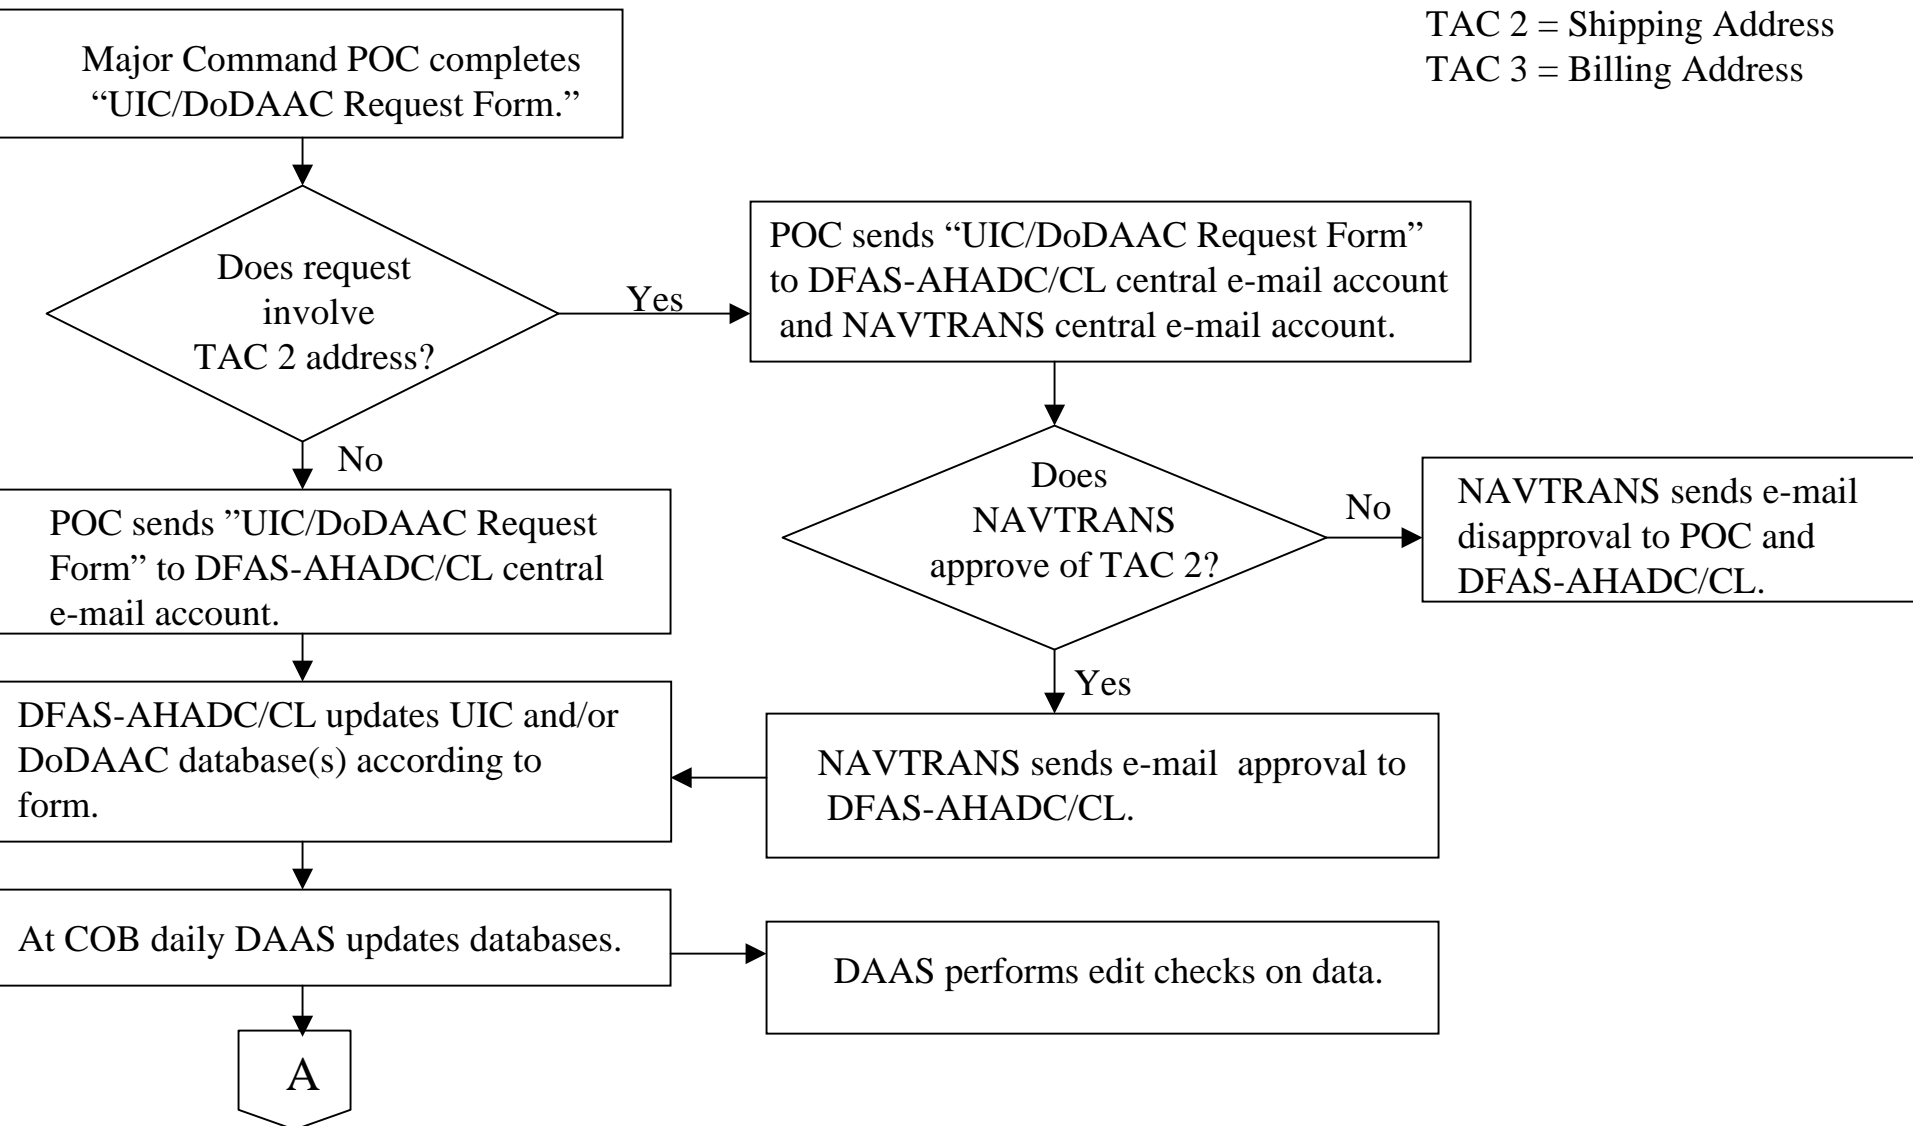 TAC 2 = Shipping Address
TAC 3 = Billing Address
Major Command POC completes
“UIC/DoDAAC Request Form.”
Does request
involve
TAC 2 address?
Yes
POC sends “UIC/DoDAAC Request Form”
to DFAS-AHADC/CL central e-mail account
and NAVTRANS central e-mail account.
No
Does
NAVTRANS
approve of TAC 2?
No
NAVTRANS sends e-mail
disapproval to POC and
DFAS-AHADC/CL.
POC sends ”UIC/DoDAAC Request
Form” to DFAS-AHADC/CL central
e-mail account.
Yes
DFAS-AHADC/CL updates UIC and/or
DoDAAC database(s) according to
form.
NAVTRANS sends e-mail  approval to
DFAS-AHADC/CL.
At COB daily DAAS updates databases.
DAAS performs edit checks on data.
A